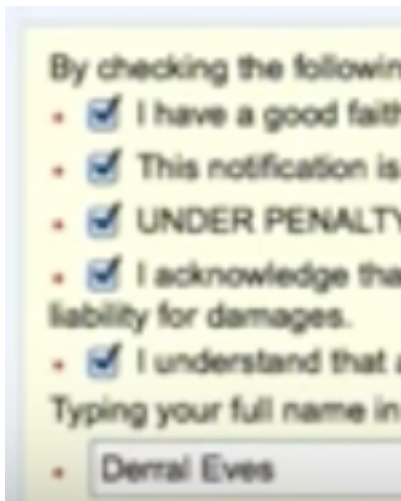 By checking the followin
I have a good faith
This notification is
UNDER PENALTY
I acknowledge tha
liability for damages.
I understand that a
Typing your full name in
Derral Eves